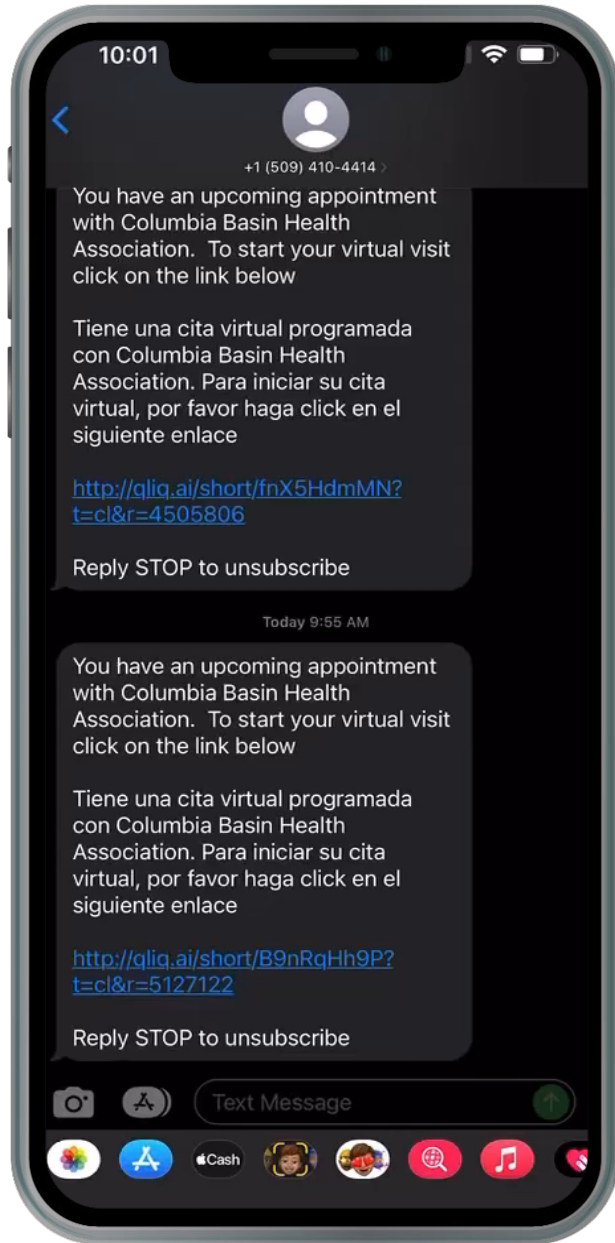 10:01
+1 (509) 410-4414 >
You have an upcoming appointment
with Columbia Basin Health
Association.  To start your virtual visit
click on the link below
Tiene una cita virtual programada
con Columbia Basin Health
Association. Para iniciar su cita
virtual, por favor haga click en el
siguiente enlace
http://qliq.ai/short/fnX5HdmMN?
t=cl&r=4505806
Reply STOP to unsubscribe
Today 9:55 AM
You have an upcoming appointment
with Columbia Basin Health
Association.  To start your virtual visit
click on the link below
Tiene una cita virtual programada
con Columbia Basin Health
Association. Para iniciar su cita
virtual, por favor haga click en el
siguiente enlace
http://qliq.ai/short/B9nRqHh9P?
t=cl&r=5127122
Reply STOP to unsubscribe
Text Message
Cash